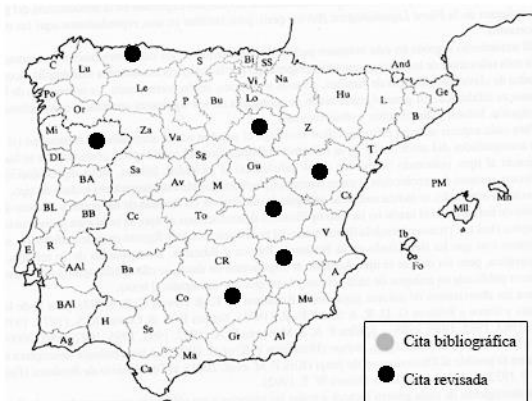 C Lu S Bi SS And
Po Le Vi Na Ge
Or P Bu Lo Hu L B
Mi Za Va Z T
DL Sg Gu
BA Sa Av M Cs PM Mll Mn
BL BB Cc To V Ib
E R CR Fo
AAl Ba A
BAl Co Mu
H Se Gr Al
Ag Ma
Ca
Cita bibliográfica
Cita revisada